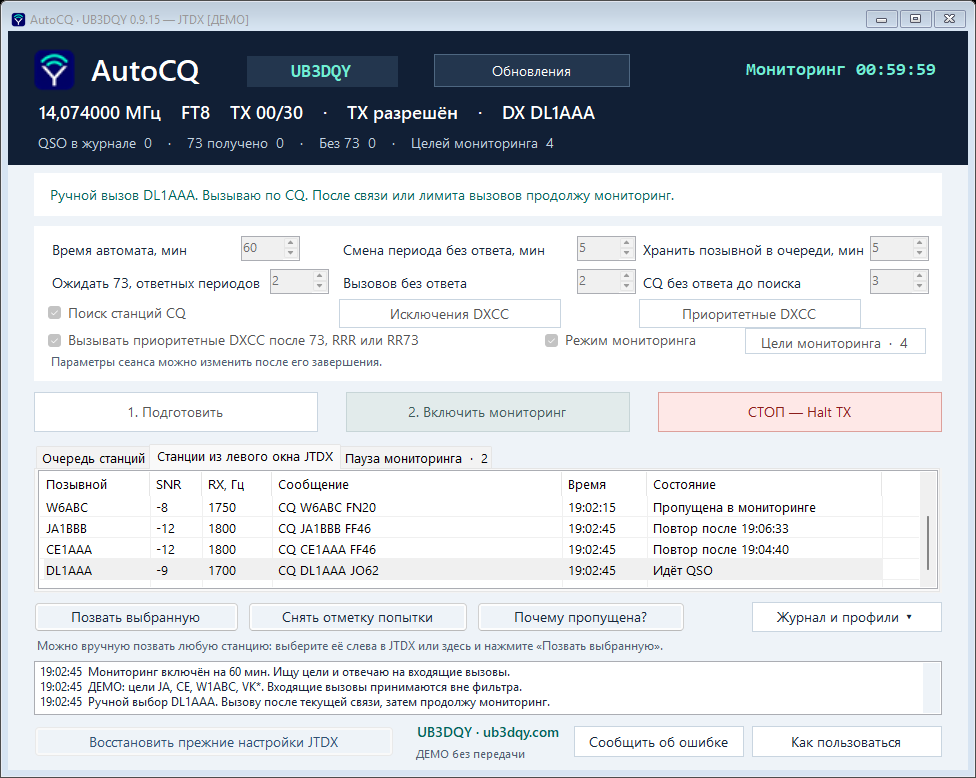 AutoCQ · UB3DQY 0.9.15 — JTDX [ДЕМО]
AutoCQ UB3DQY Обновления Мониторинг 00:59:59
14,074000 МГц FT8 TX 00/30 · TX разрешён · DX DL1AAA
QSO в журнале 0 · 73 получено 0 · Без 73 0 · Целей мониторинга 4
Ручной вызов DL1AAA. Вызываю по CQ. После связи или лимита вызовов продолжу мониторинг.
Время автомата, мин 60 Смена периода без ответа, мин 5 Хранить позывной в очереди, мин 5
Ожидать 73, ответных периодов 2 Вызовов без ответа 2 CQ без ответа до поиска 3
Поиск станций CQ Исключения DXCC Приоритетные DXCC
Вызывать приоритетные DXCC после 73, RRR или RR73 Режим мониторинга Цели мониторинга · 4
Параметры сеанса можно изменить после его завершения.
1. Подготовить 2. Включить мониторинг СТОП — Halt TX
Очередь станций Станции из левого окна JTDX Пауза мониторинга · 2
Позывной SNR RX, Гц Сообщение Время Состояние
W6ABC -8 1750 CQ W6ABC FN20 19:02:15 Пропущена в мониторинге
JA1BBB -12 1800 CQ JA1BBB FF46 19:02:45 Повтор после 19:06:33
CE1AAA -12 1800 CQ CE1AAA FF46 19:02:45 Повтор после 19:04:40
DL1AAA -9 1700 CQ DL1AAA JO62 19:02:45 Идёт QSO
Позвать выбранную Снять отметку попытки Почему пропущена? Журнал и профили ▾
Можно вручную позвать любую станцию: выберите её слева в JTDX или здесь и нажмите «Позвать выбранную».
19:02:45 Мониторинг включён на 60 мин. Ищу цели и отвечаю на входящие вызовы.
19:02:45 ДЕМО: цели JA, CE, W1ABC, VK*. Входящие вызовы принимаются вне фильтра.
19:02:45 Ручной выбор DL1AAA. Вызову после текущей связи, затем продолжу мониторинг.
Восстановить прежние настройки JTDX UB3DQY · ub3dqy.com Сообщить об ошибке Как пользоваться
ДЕМО без передачи